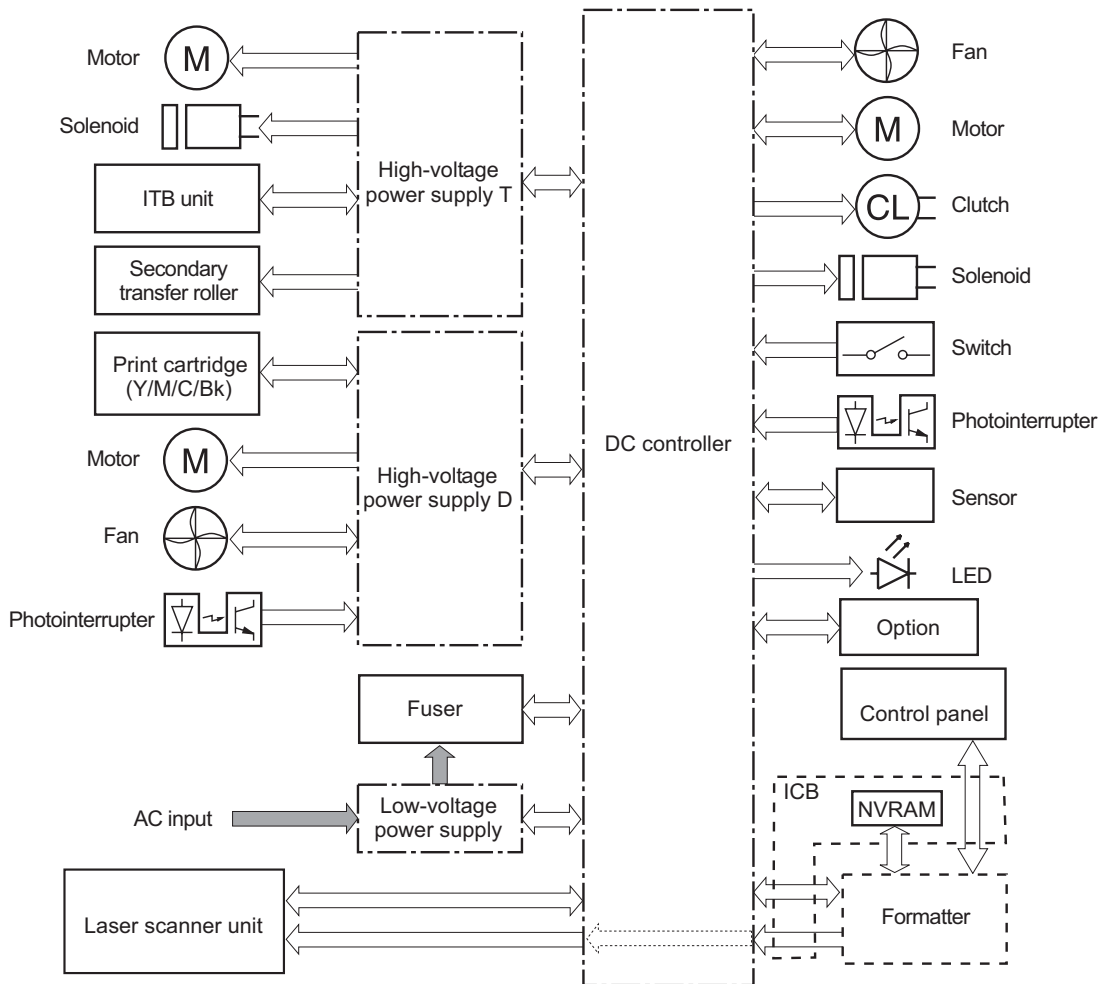 Motor
M
Solenoid
ITB unit
Secondary
transfer roller
Print cartridge
(Y/M/C/Bk)
Motor
M
Fan
Photointerrupter
High-voltage
power supply T
High-voltage
power supply D
Fuser
AC input
Low-voltage
power supply
Laser scanner unit
DC controller
Fan
M
Motor
CL
Clutch
Solenoid
Switch
Photointerrupter
Sensor
LED
Option
Control panel
ICB
NVRAM
Formatter